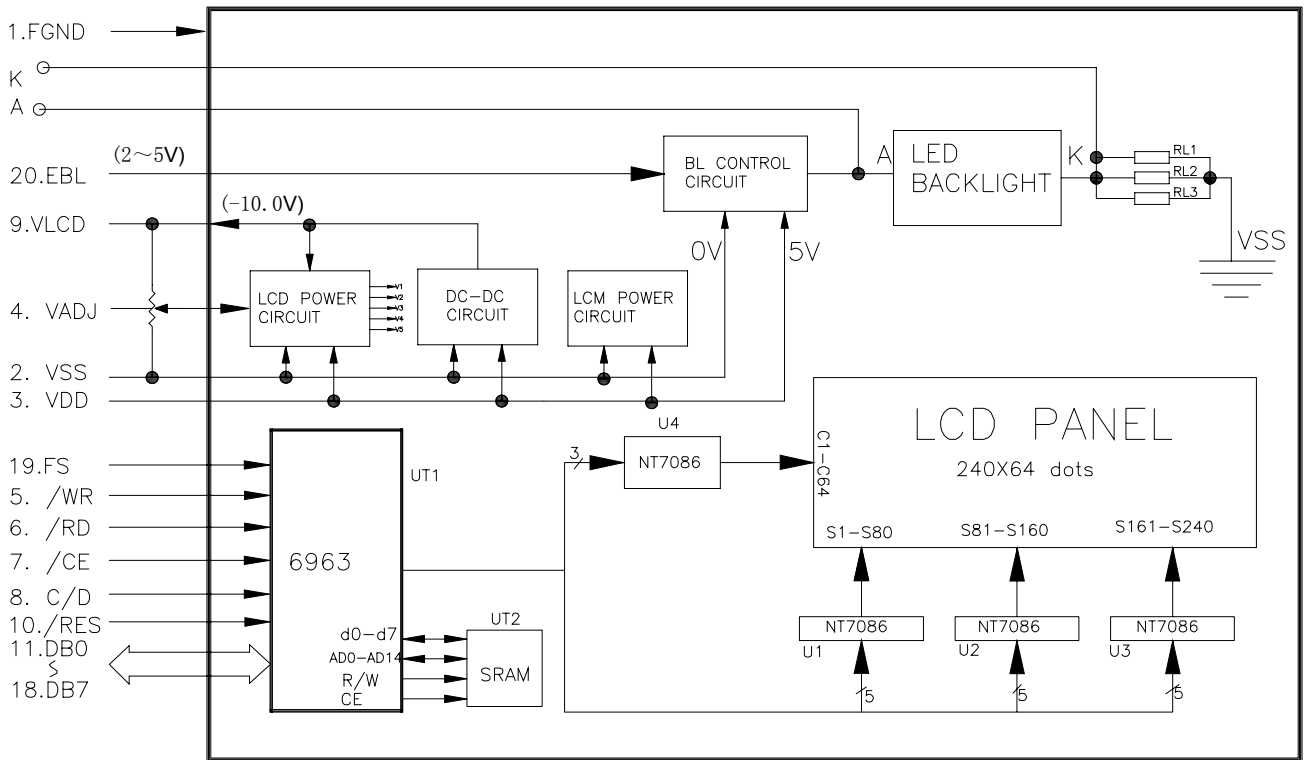 1.FGND
K
A
(2～5V)
20.EBL
(-10.0V)
9.VLCD
4. VADJ
2. VSS
3. VDD
BL CONTROL
CIRCUIT
A
LED
BACKLIGHT
K
RL1
RL2
RL3
VSS
0V
5V
LCD POWER
CIRCUIT
V1
V2
V3
V4
V5
DC-DC
CIRCUIT
LCM POWER
CIRCUIT
19.FS
5. /WR
6. /RD
7. /CE
8. C/D
10./RES
11.DB0
~
18.DB7
UT1
6963
d0-d7
AD0-AD14
R/W
CE
UT2
SRAM
U4
3
NT7086
C1-C64
LCD PANEL
240X64 dots
S1-S80
S81-S160
S161-S240
NT7086
NT7086
NT7086
U1
U2
U3
5
5
5